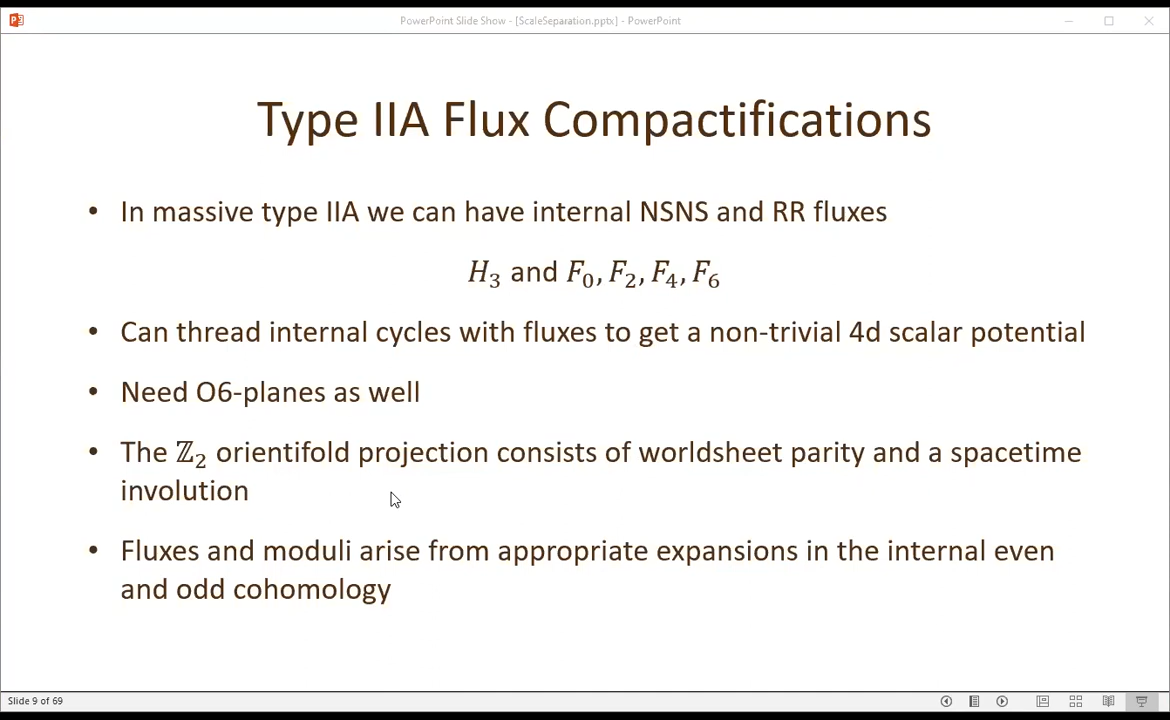 PowerPoint Slide Show - [ScaleSeparation.pptx] - PowerPoint
Type IIA Flux Compactifications
• In massive type IIA we can have internal NSNS and RR fluxes
H₃ and F₀, F₂, F₄, F₆
• Can thread internal cycles with fluxes to get a non-trivial 4d scalar potential
• Need O6-planes as well
• The ℤ₂ orientifold projection consists of worldsheet parity and a spacetime
involution
• Fluxes and moduli arise from appropriate expansions in the internal even
and odd cohomology
Slide 9 of 69